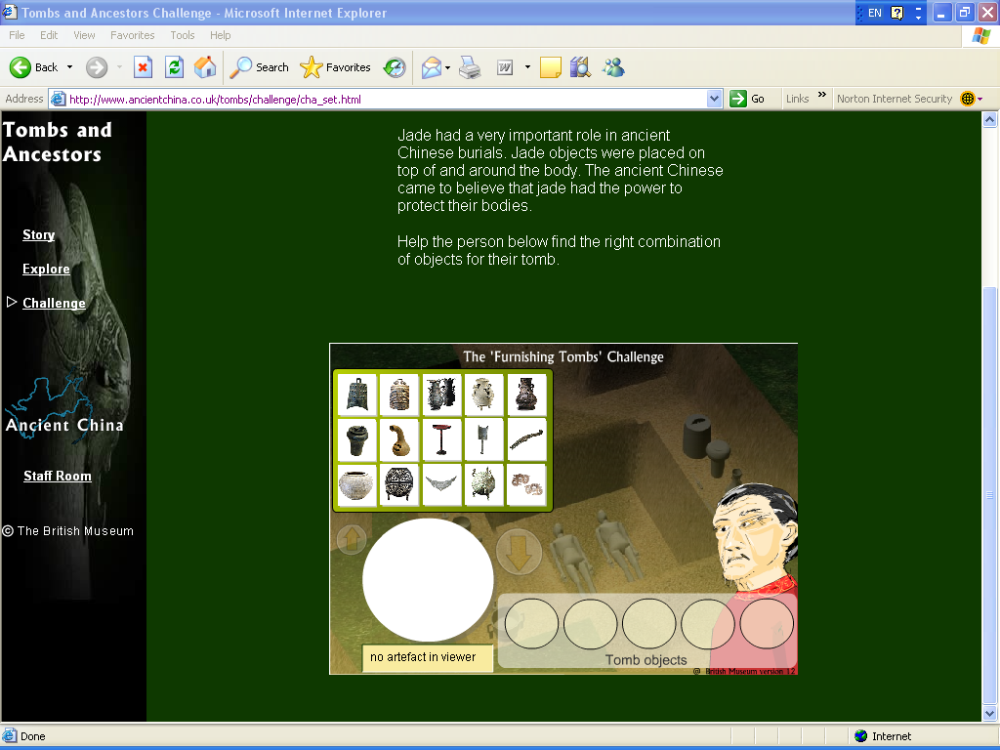 Tombs and Ancestors Challenge - Microsoft Internet Explorer
EN
File Edit View Favorites Tools Help
Back Search Favorites
Address http://www.ancientchina.co.uk/tombs/challenge/cha_set.html Go Links » Norton Internet Security
Tombs and
Ancestors
Story
Explore
Challenge
Ancient China
Staff Room
© The British Museum
Jade had a very important role in ancient
Chinese burials. Jade objects were placed on
top of and around the body. The ancient Chinese
came to believe that jade had the power to
protect their bodies.
Help the person below find the right combination
of objects for their tomb.
The 'Furnishing Tombs' Challenge
no artefact in viewer
Tomb objects
@ British Museum version 12
Done
Internet